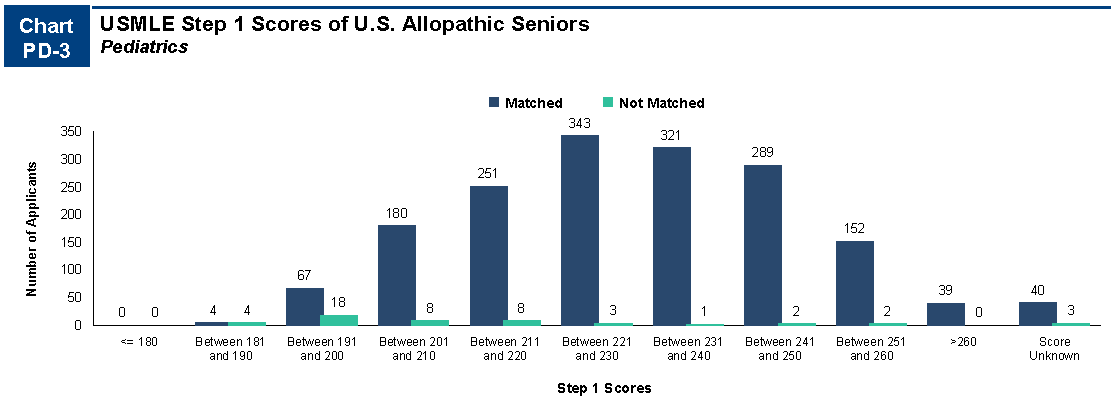 Chart
PD-3
USMLE Step 1 Scores of U.S. Allopathic Seniors
Pediatrics
Matched
Not Matched
Number of Applicants
350
300
250
200
150
100
50
0
0 0
4 4
67 18
180 8
251 8
343 3
321 1
289 2
152 2
39 0
40 3
<= 180
Between 181
and 190
Between 191
and 200
Between 201
and 210
Between 211
and 220
Between 221
and 230
Between 231
and 240
Between 241
and 250
Between 251
and 260
>260
Score
Unknown
Step 1 Scores